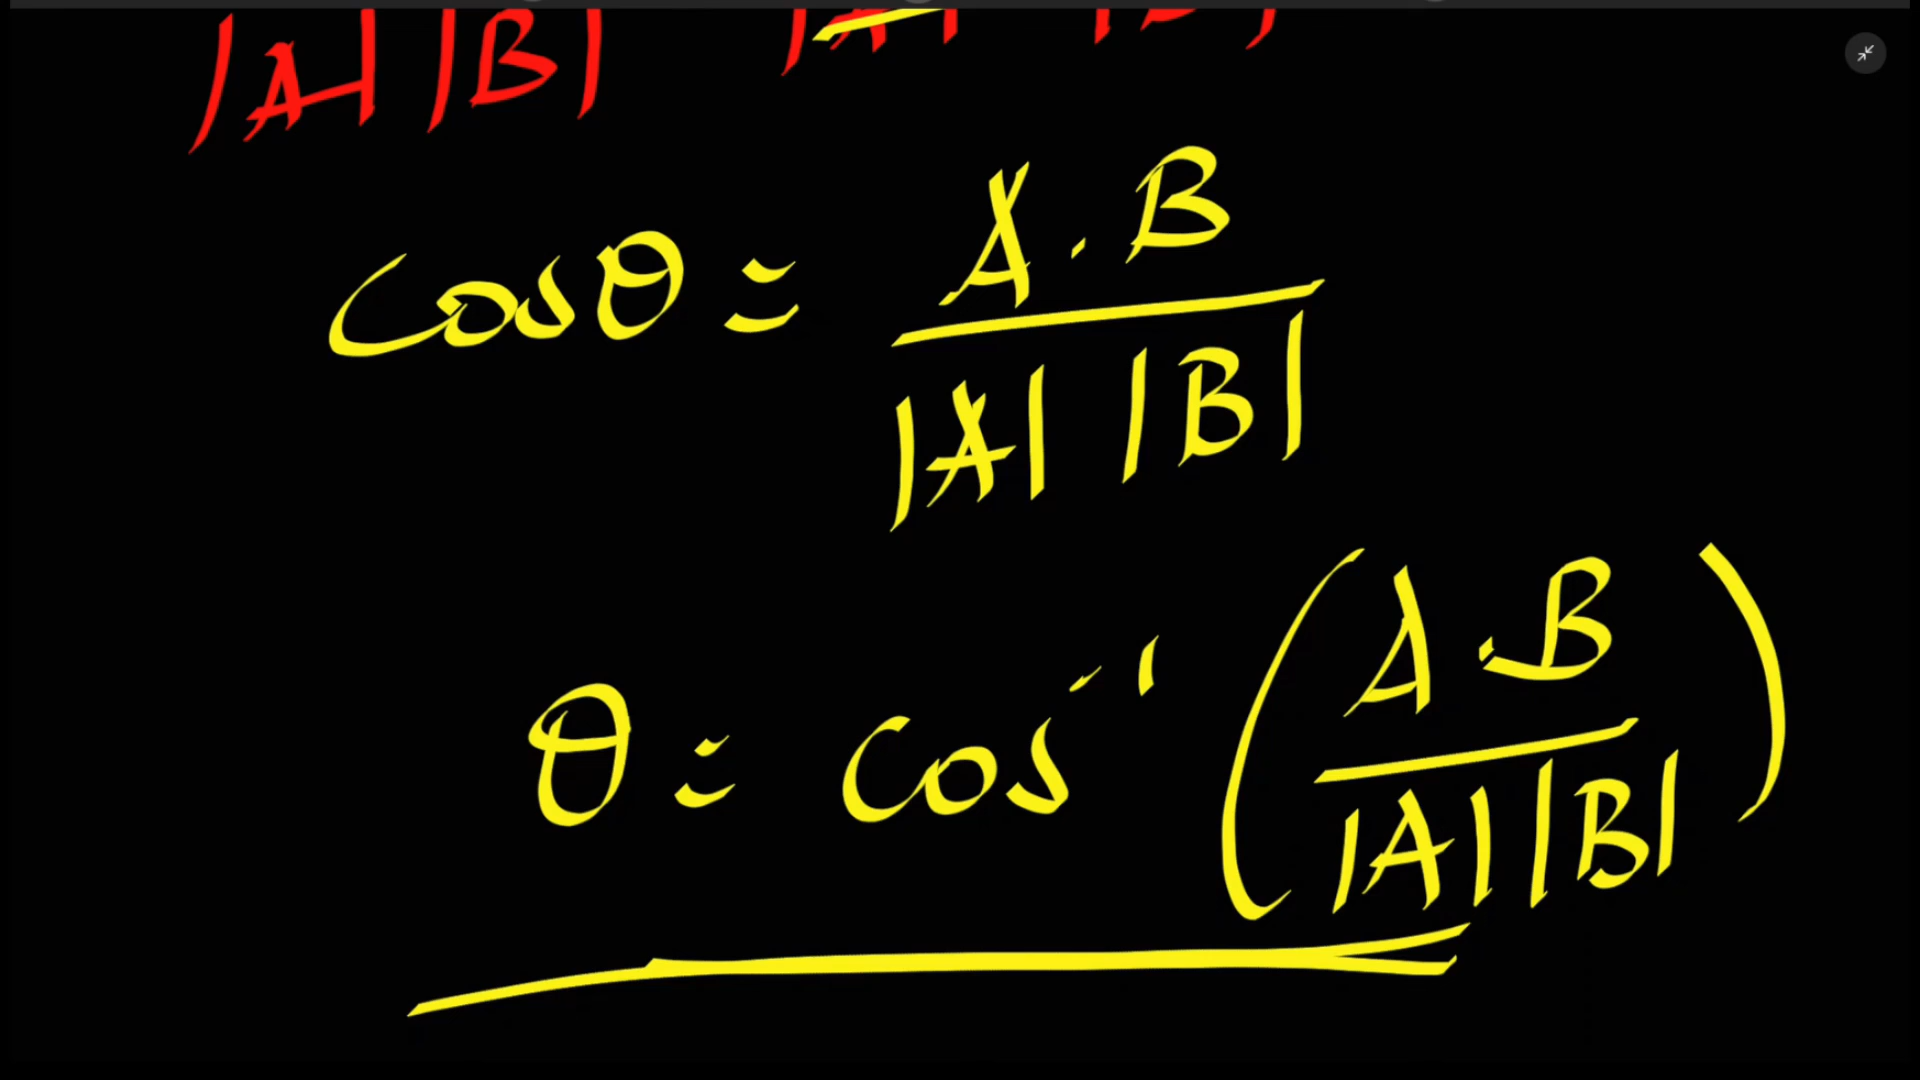 |A| |B| |A| |B|
cosθ = A . B
|A| |B|
θ = cos⁻¹ ( A . B )
|A| |B|